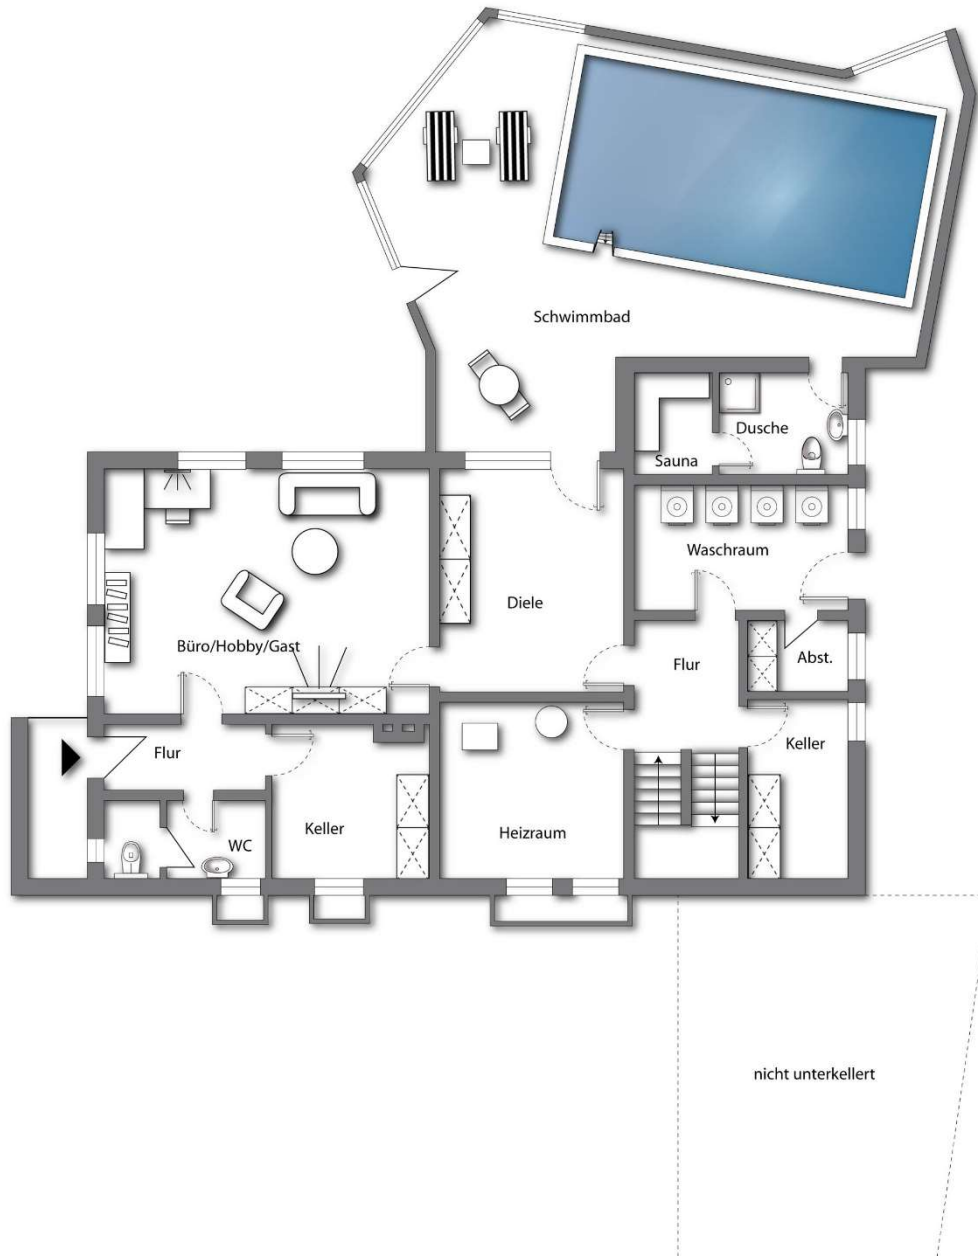 Schwimmbad
Dusche
Sauna
Waschraum
Diele
Büro/Hobby/Gast
Flur
Abst.
Flur
Keller
Keller
Heizraum
WC
nicht unterkellert